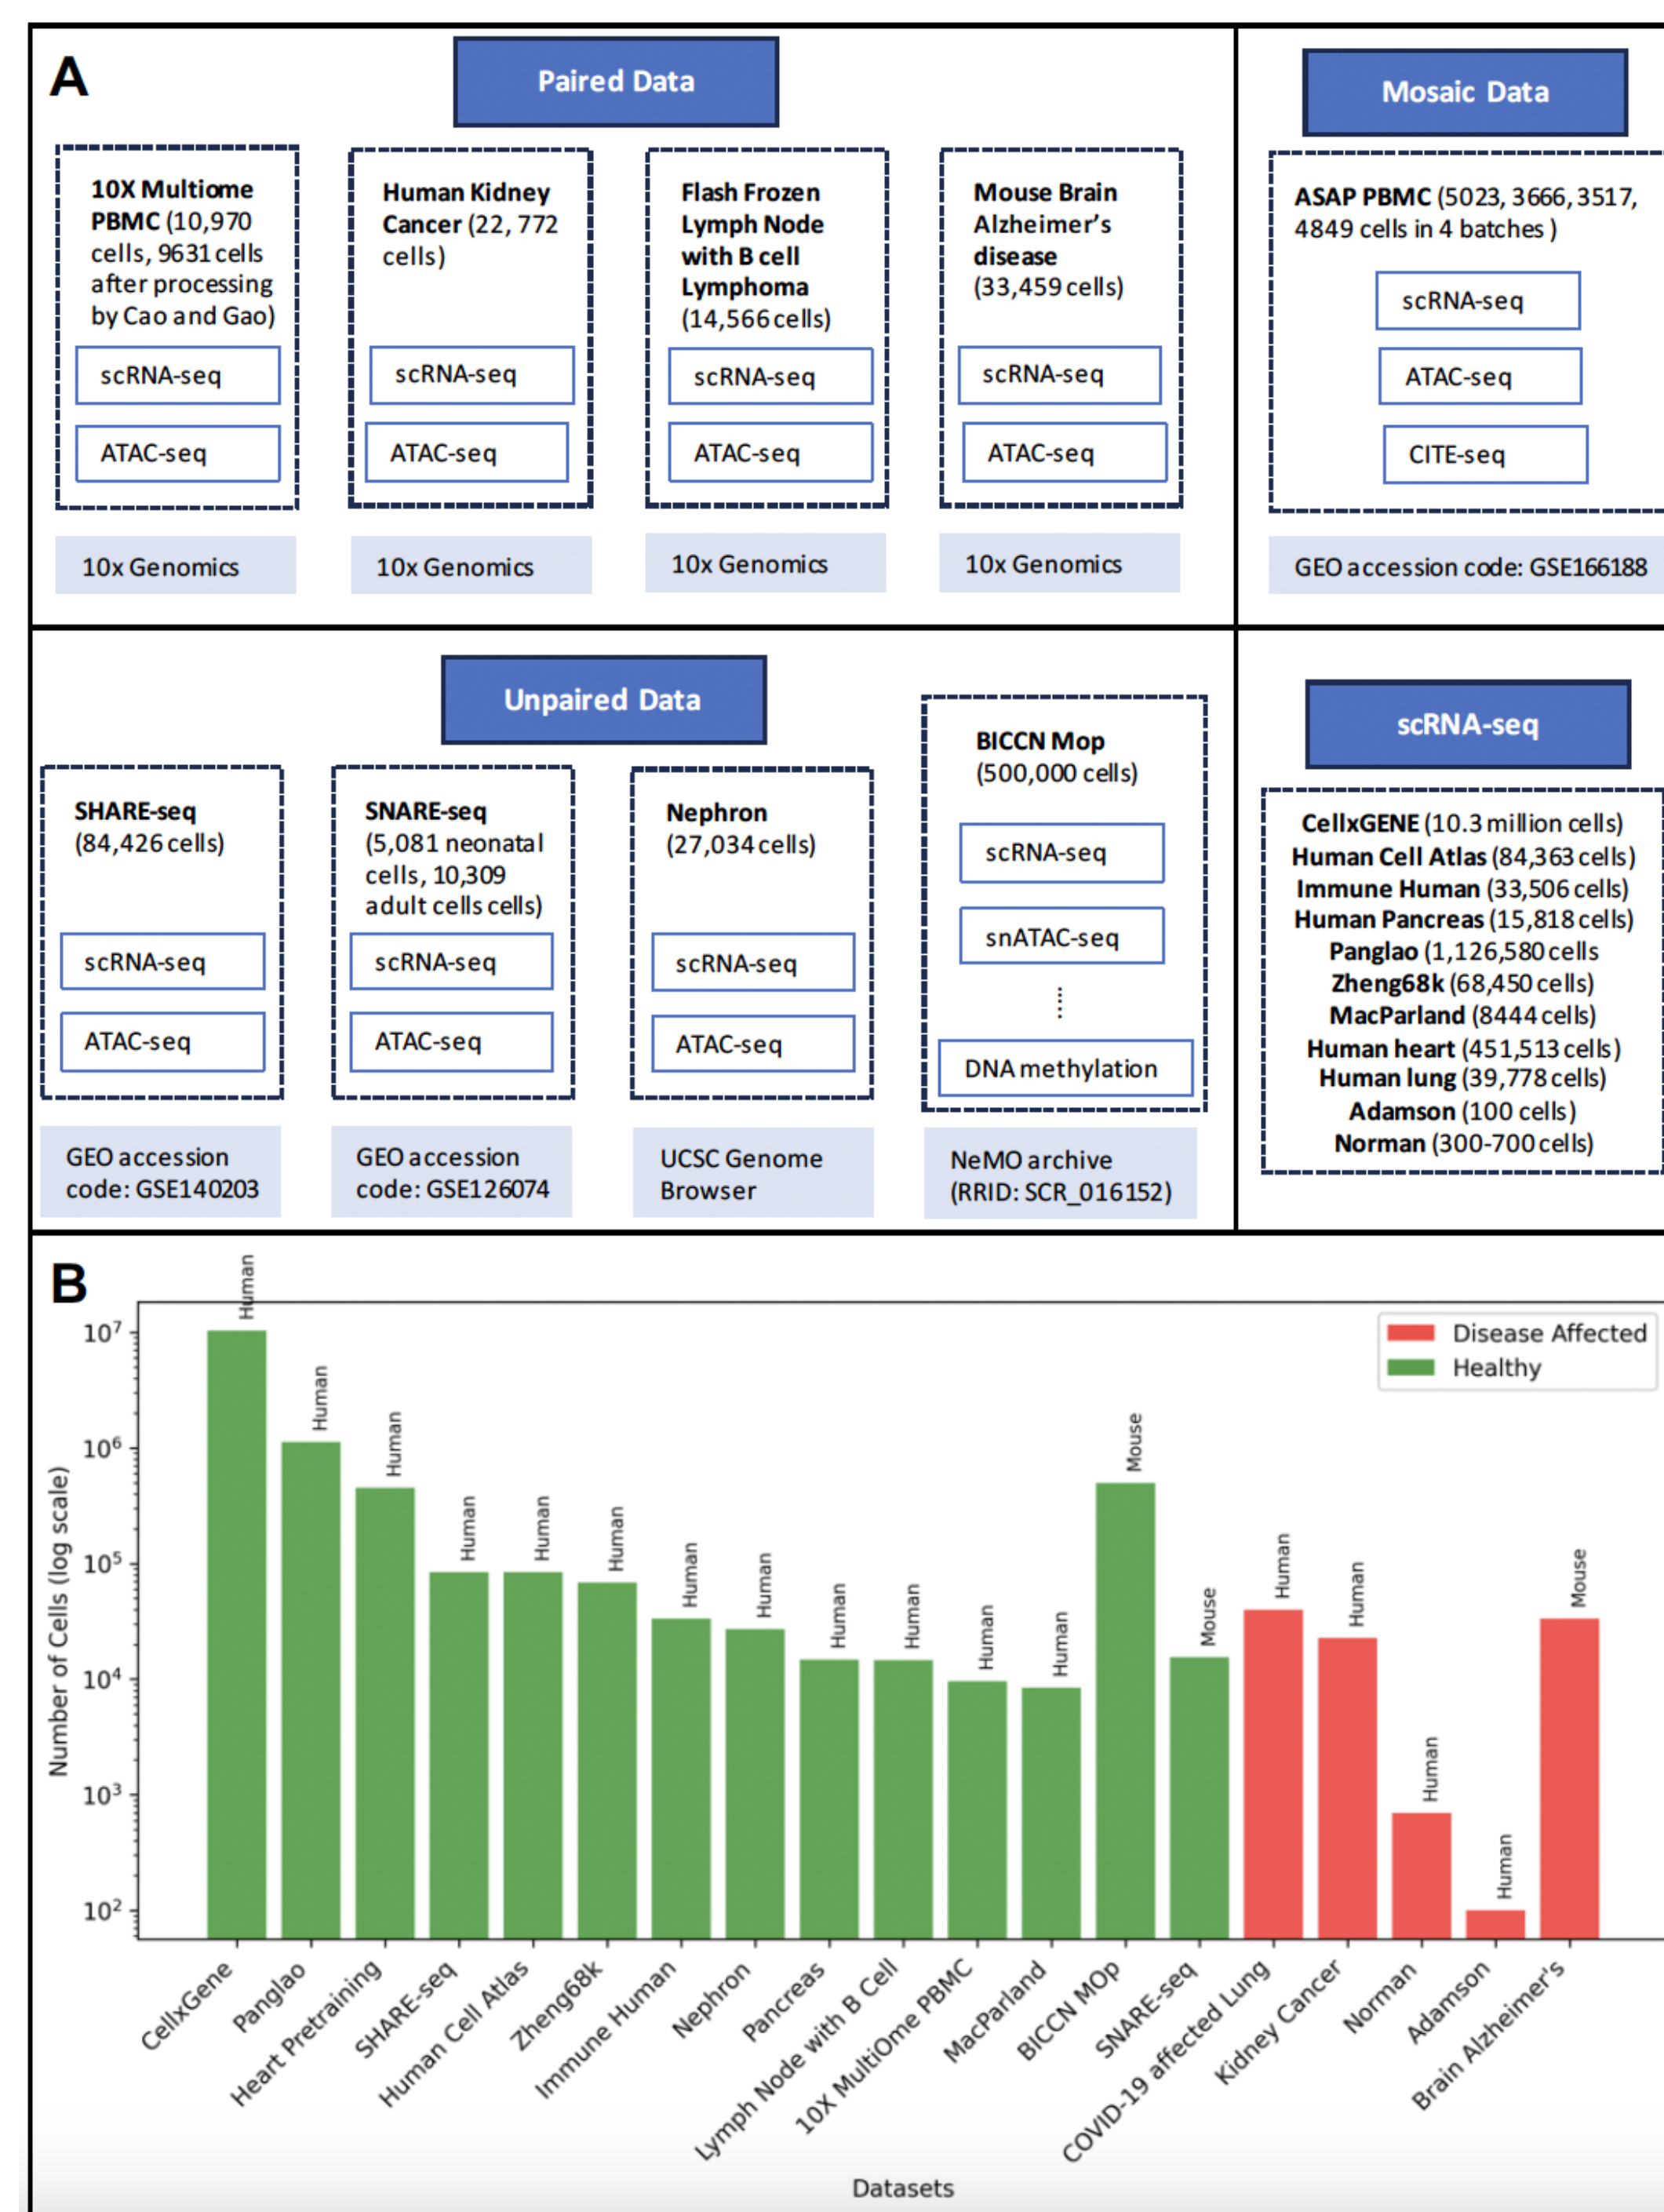 A
Paired Data
10X Multiome
PBMC (10,970
cells, 9631 cells
after processing
by Cao and Gao)
scRNA-seq
ATAC-seq
10x Genomics
Human Kidney
Cancer (22, 772
cells)
scRNA-seq
ATAC-seq
10x Genomics
Flash Frozen
Lymph Node
with B cell
Lymphoma
(14,566 cells)
scRNA-seq
ATAC-seq
10x Genomics
Mouse Brain
Alzheimer's
disease
(33,459 cells)
scRNA-seq
ATAC-seq
10x Genomics
Mosaic Data
ASAP PBMC (5023, 3666, 3517,
4849 cells in 4 batches )
scRNA-seq
ATAC-seq
CITE-seq
GEO accession code: GSE166188
Unpaired Data
SHARE-seq
(84,426 cells)
scRNA-seq
ATAC-seq
GEO accession
code: GSE140203
SNARE-seq
(5,081 neonatal
cells, 10,309
adult cells cells)
scRNA-seq
ATAC-seq
GEO accession
code: GSE126074
Nephron
(27,034 cells)
scRNA-seq
ATAC-seq
UCSC Genome
Browser
BICCN Mop
(500,000 cells)
scRNA-seq
snATAC-seq
DNA methylation
NeMO archive
(RRID: SCR_016152)
scRNA-seq
CellxGENE (10.3 million cells)
Human Cell Atlas (84,363 cells)
Immune Human (33,506 cells)
Human Pancreas (15,818 cells)
Panglao (1,126,580 cells
Zheng68k (68,450 cells)
MacParland (8444 cells)
Human heart (451,513 cells)
Human lung (39,778 cells)
Adamson (100 cells)
Norman (300-700 cells)
B
Disease Affected
Healthy
Number of Cells (log scale)
10⁷
10⁶
10⁵
10⁴
10³
10²
Human
Human
Human
Human
Human
Human
Human
Human
Human
Human
Human
Human
Mouse
Mouse
Human
Human
Human
Human
Mouse
CellxGene
Panglao
Heart Pretraining
SHARE-seq
Human Cell Atlas
Zheng68k
Immune Human
Nephron
Pancreas
Lymph Node with B Cell
10X MultiOme PBMC
MacParland
BICCN MOp
SNARE-seq
COVID-19 affected Lung
Kidney Cancer
Norman
Adamson
Brain Alzheimer's
Datasets